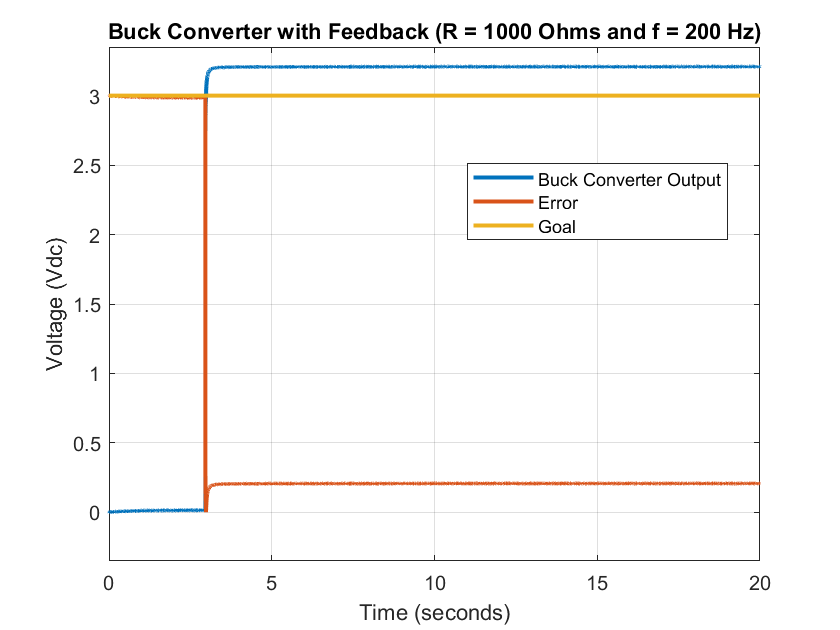 Buck Converter with Feedback (R = 1000 Ohms and f = 200 Hz)
3
2.5
2
1.5
1
0.5
0
Voltage (Vdc)
Buck Converter Output
Error
Goal
0
5
10
15
20
Time (seconds)